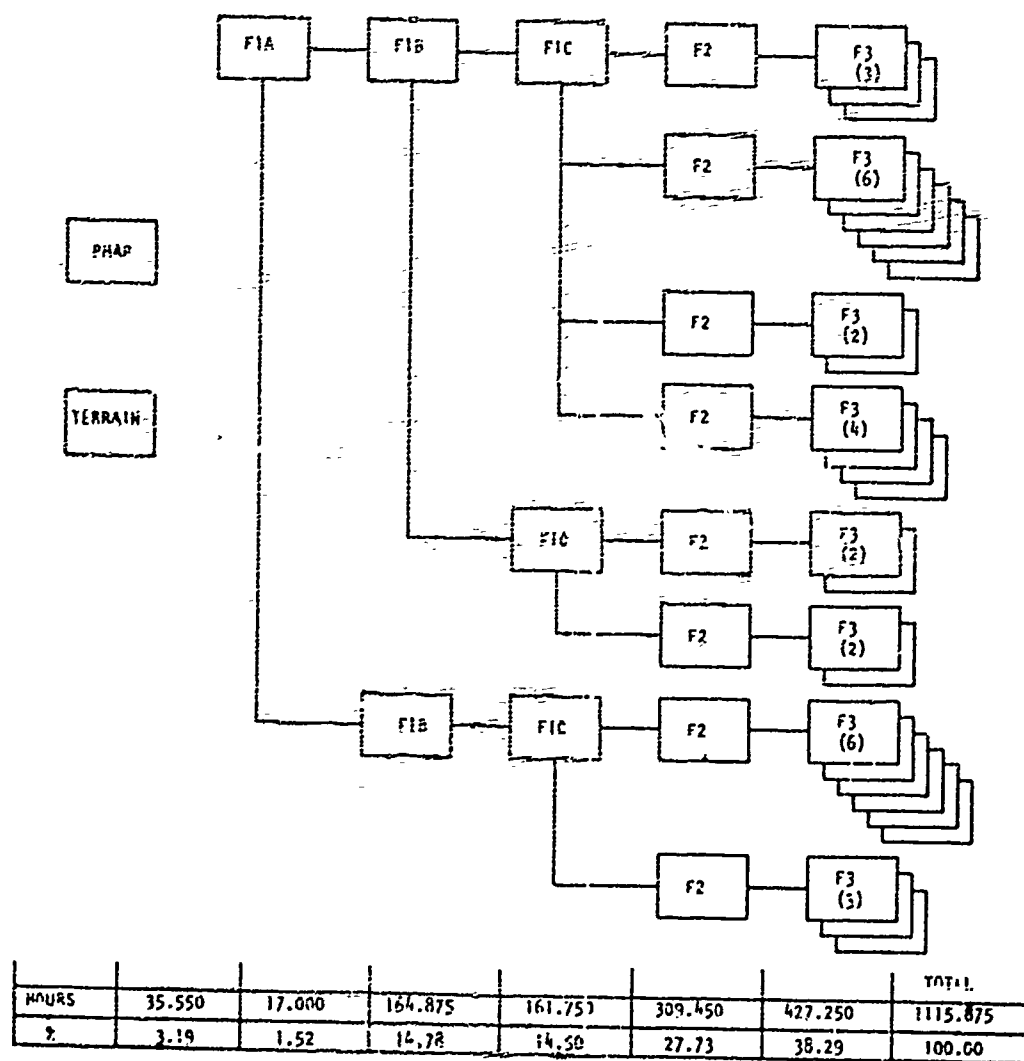 F1A F1B F1C F2 F3
(3)
F2 F3
(6)
PHAP
F2 F3
(2)
TERRAIN
F2 F3
(4)
F1C F2 F3
(2)
F2 F3
(2)
F1B F1C F2 F3
(6)
F2 F3
(3)
TOTAL
HOURS 35.550 17.000 164.875 161.750 309.450 427.250 1115.875
% 3.19 1.52 14.78 14.50 27.73 38.29 100.00